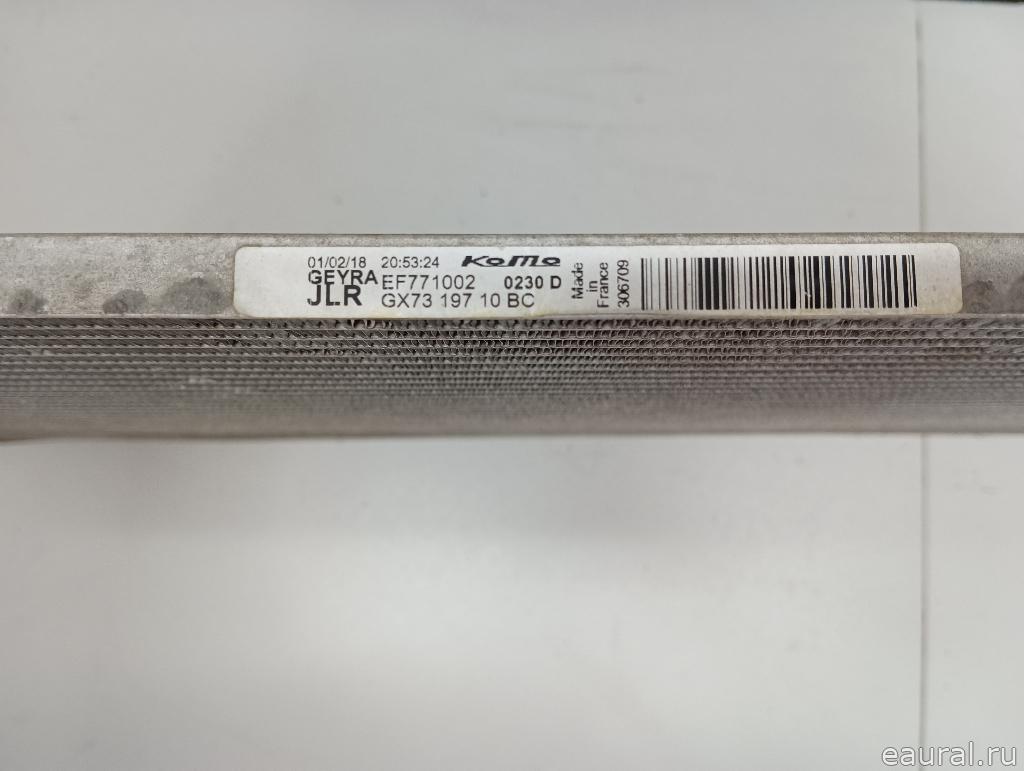 01/02/18 20:53:24 KoMo
GEYRA EF771002 0230 D
JLR GX73 197 10 BC
Made
in
France
306709
eaural.ru